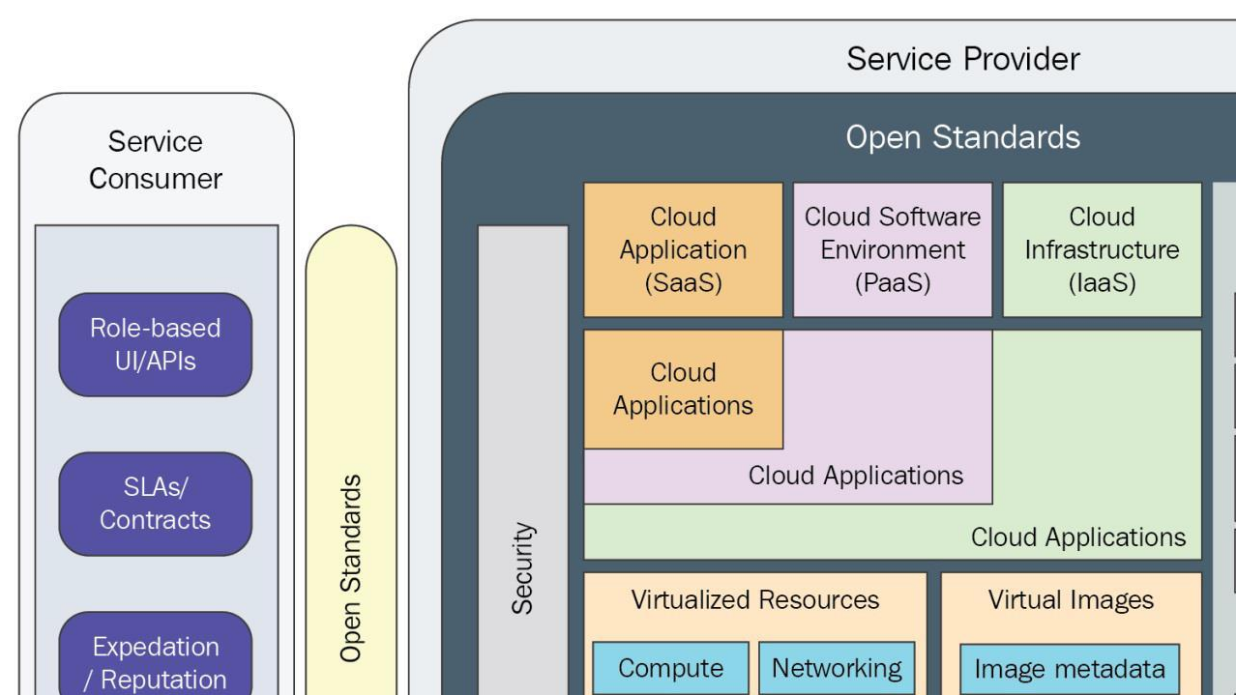 Service Provider
Open Standards
Service
Consumer
Role-based
UI/APIs
SLAs/
Contracts
Expedation
/ Reputation
Open Standards
Security
Cloud
Application
(SaaS)
Cloud Software
Environment
(PaaS)
Cloud
Infrastructure
(IaaS)
Cloud
Applications
Cloud Applications
Cloud Applications
Virtualized Resources
Compute
Networking
Virtual Images
Image metadata